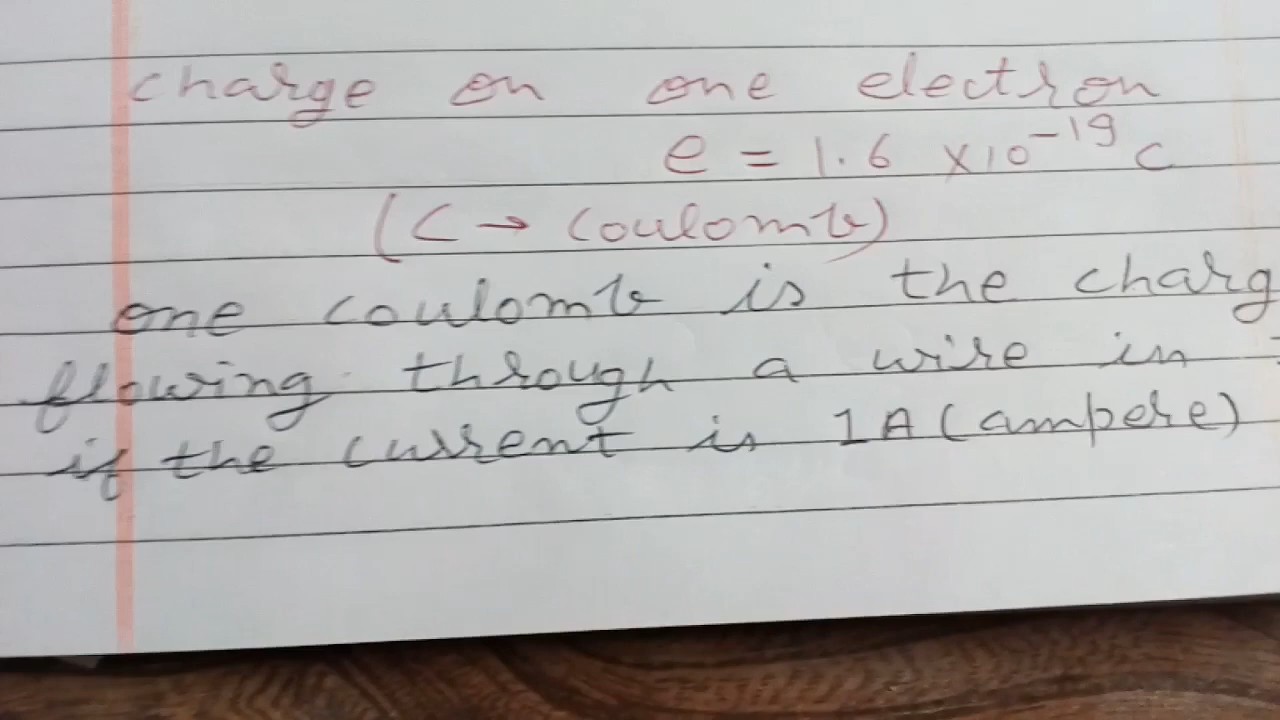 charge on one electron
e = 1.6 ×10⁻¹⁹ C
(C → Coulomb)
one coulomb is the charg
flowing through a wire in
if the current is 1A (ampere)